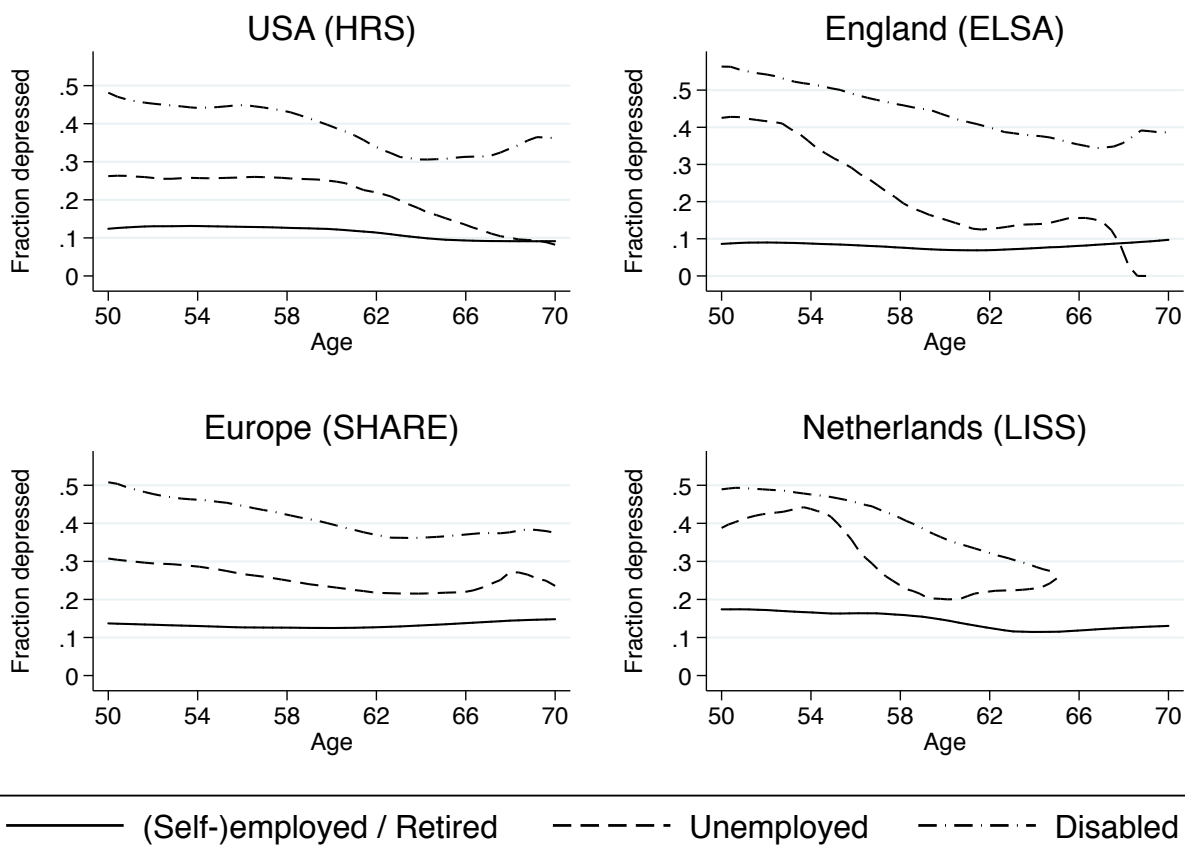 USA (HRS)
Fraction depressed
.5
.4
.3
.2
.1
0
50 54 58 62 66 70
Age
England (ELSA)
Fraction depressed
.5
.4
.3
.2
.1
0
50 54 58 62 66 70
Age
Europe (SHARE)
Fraction depressed
.5
.4
.3
.2
.1
0
50 54 58 62 66 70
Age
Netherlands (LISS)
Fraction depressed
.5
.4
.3
.2
.1
0
50 54 58 62 66 70
Age
(Self-)employed / Retired Unemployed Disabled